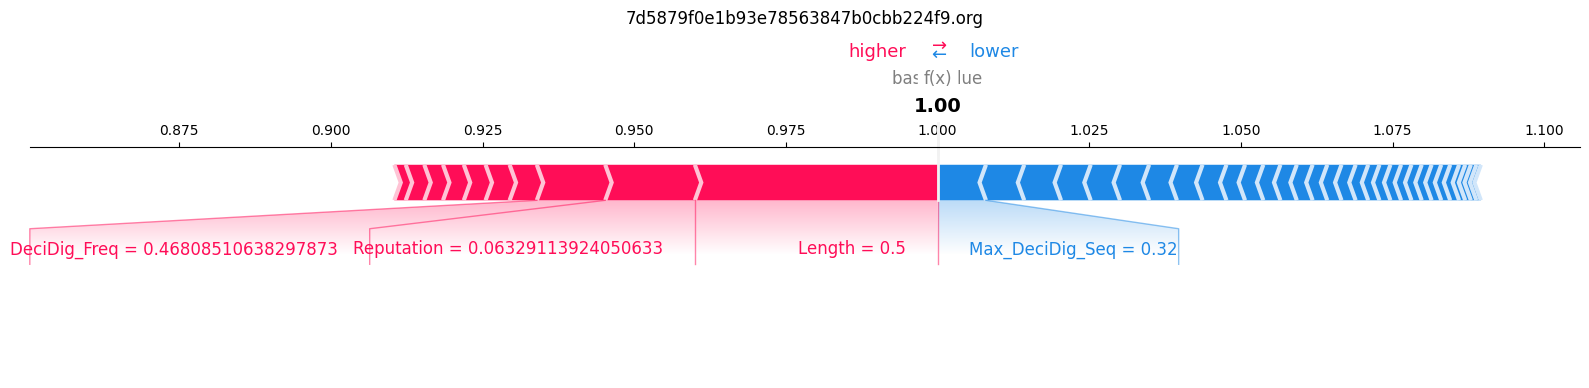 7d5879f0e1b93e78563847b0cbb224f9.org
higher ⇄ lower
bas f(x) lue
1.00
0.875 0.900 0.925 0.950 0.975 1.000 1.025 1.050 1.075 1.100
DeciDig_Freq = 0.46808510638297873 Reputation = 0.06329113924050633 Length = 0.5 Max_DeciDig_Seq = 0.32